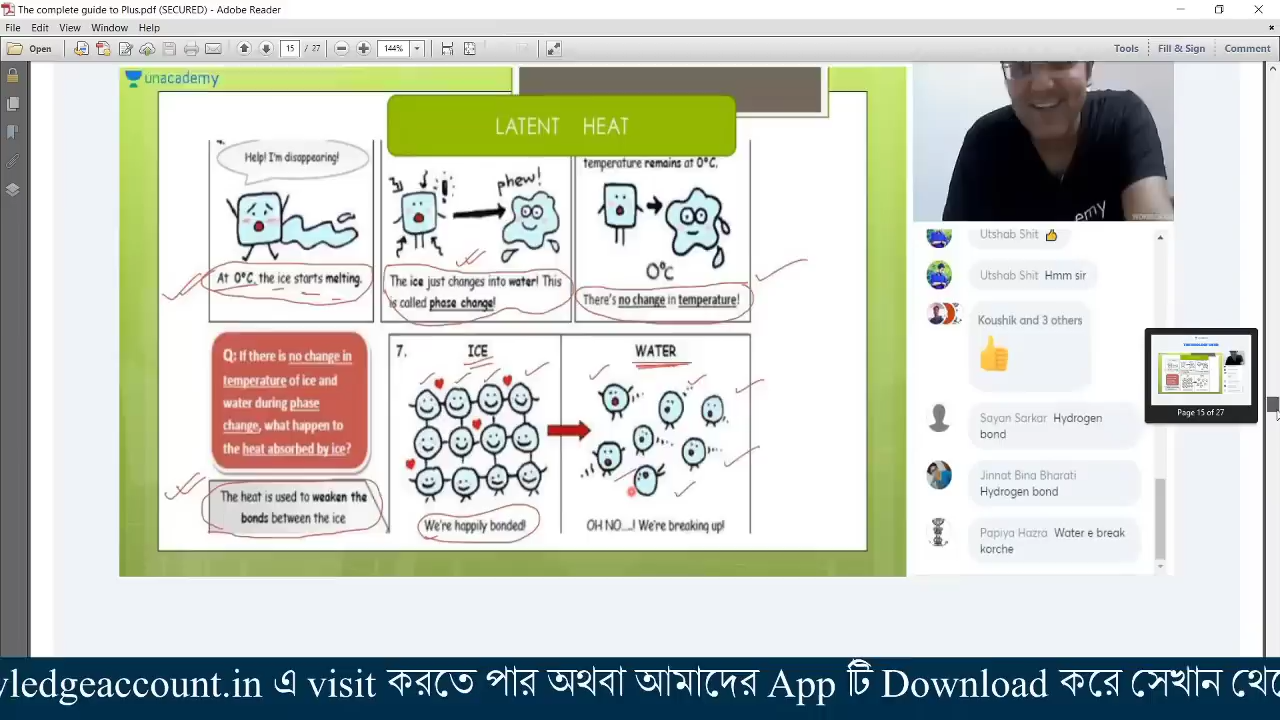 The complete guide to Plus.pdf (SECURED) - Adobe Reader
File Edit View Window Help
Open 15 / 27 144% Tools Fill & Sign Comment
unacademy
LATENT HEAT
Help! I'm disappearing!
At 0°C, the ice starts melting.
phew!
The ice just changes into water! This
is called phase change!
temperature remains at 0°C.
0°C
There's no change in temperature!
Q: If there is no change in
temperature of ice and
water during phase
change, what happen to
the heat absorbed by ice?
The heat is used to weaken the
bonds between the ice
7. ICE
We're happily bonded!
WATER
OH NO....! We're breaking up!
emy
Utshab Shit 👍
Utshab Shit Hmm sir
Koushik and 3 others
Sayan Sarkar Hydrogen
bond
Jinnat Bina Bharati
Hydrogen bond
Papiya Hazra Water e break
korche
Page 15 of 27
wledgeaccount.in এ visit করতে পার অথবা আমাদের App টি Download করে সেখান থে